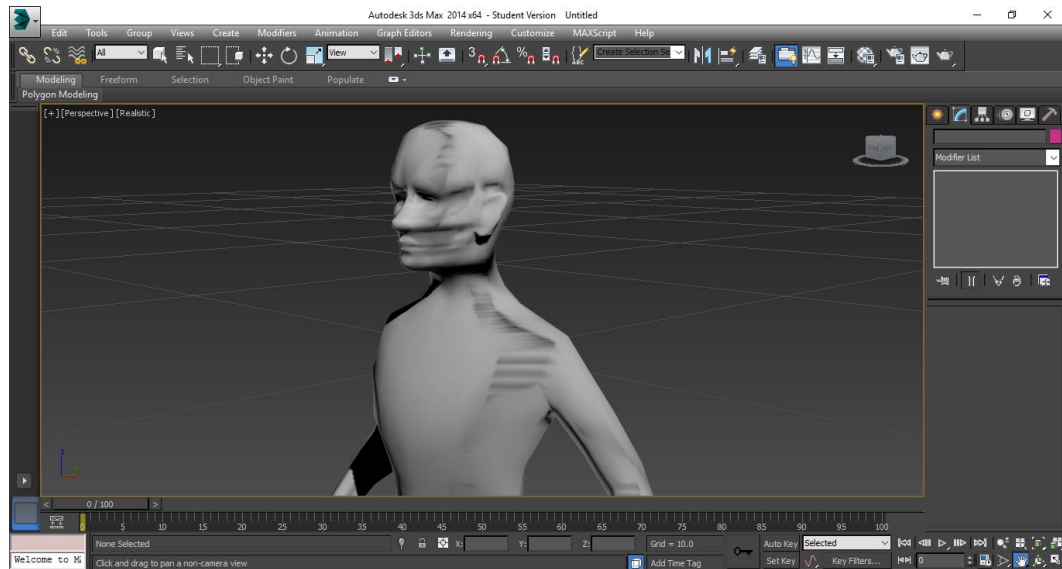 Autodesk 3ds Max 2014 x64 - Student Version Untitled
Edit Tools Group Views Create Modifiers Animation Graph Editors Rendering Customize MAXScript Help
All View 3 Create Selection Se
Modeling Freeform Selection Object Paint Populate
Polygon Modeling
[+] [Perspective] [Realistic]
Modifier List
z
0 / 100
0 5 10 15 20 25 30 35 40 45 50 55 60 65 70 75 80 85 90 95 100
None Selected X: Y: Z: Grid = 10.0 Auto Key Selected
Welcome to M Click and drag to pan a non-camera view Add Time Tag Set Key Key Filters... 0